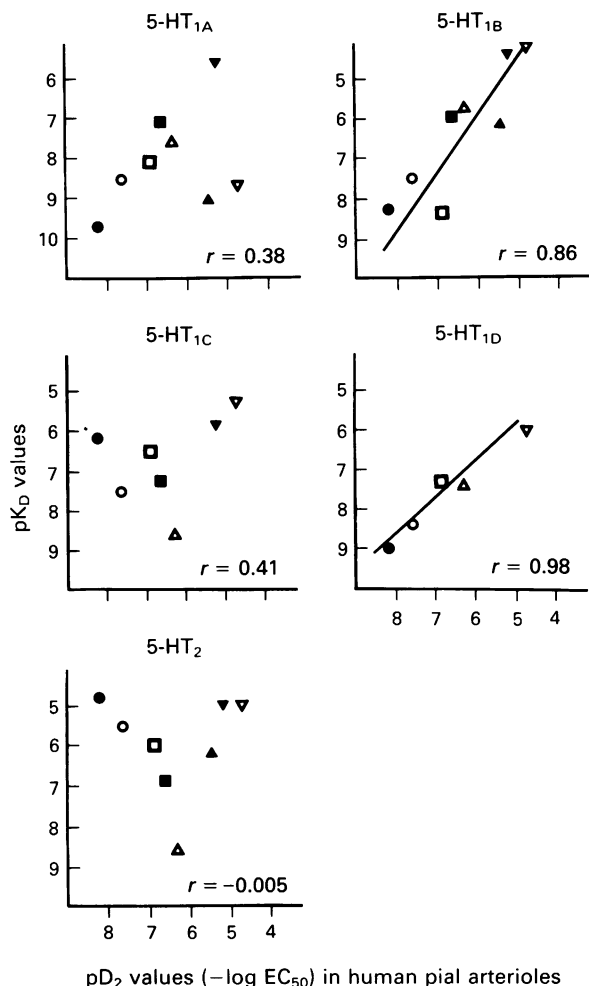 5-HT1A
6
7
8
9
10
r = 0.38
5-HT1B
5
6
7
8
9
r = 0.86
5-HT1C
5
6
7
8
9
r = 0.41
5-HT1D
5
6
7
8
9
r = 0.98
8 7 6 5 4
pKD values
5-HT2
5
6
7
8
9
r = -0.005
8 7 6 5 4
pD2 values (−log EC50) in human pial arterioles